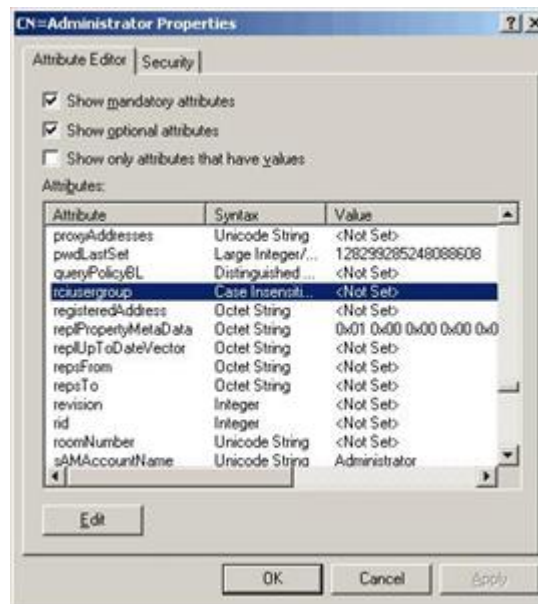 CN=Administrator Properties
Attribute Editor Security
Show mandatory attributes
Show optional attributes
Show only attributes that have values
Attributes:
Attribute Syntax Value
proxyAddresses Unicode String <Not Set>
pwdLastSet Large Integer/... 128299285248088608
queryPolicyBL Distinguished ... <Not Set>
rciusergroup Case Insensiti... <Not Set>
registeredAddress Octet String <Not Set>
replPropertyMetaData Octet String 0x01 0x00 0x00 0x00 0x0
replUpToDateVector Octet String <Not Set>
repsFrom Octet String <Not Set>
repsTo Octet String <Not Set>
revision Integer <Not Set>
rid Integer <Not Set>
roomNumber Unicode String <Not Set>
sAMAccountName Unicode String Administrator
Edit
OK Cancel Apply